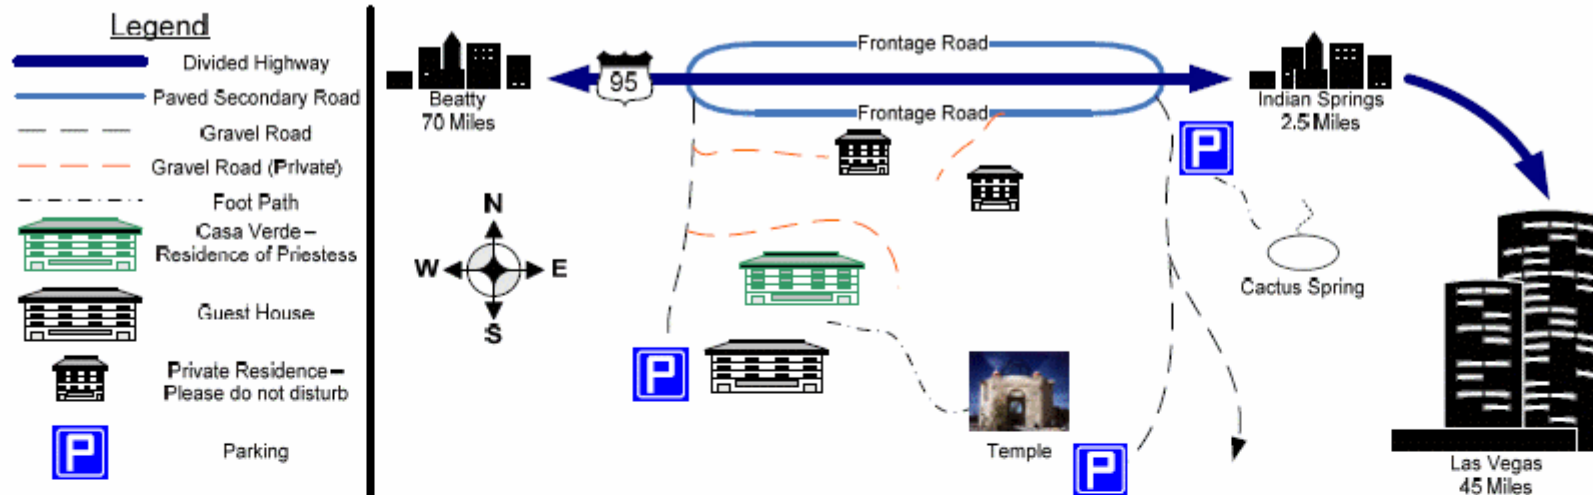 Legend
Divided Highway
Paved Secondary Road
Gravel Road
Gravel Road (Private)
Foot Path
Casa Verde –
Residence of Priestess
Guest House
Private Residence –
Please do not disturb
P
Parking
Beatty
70 Miles
95
Frontage Road
Frontage Road
Indian Springs
2.5 Miles
P
N
W
E
S
Cactus Spring
P
Temple
P
Las Vegas
45 Miles